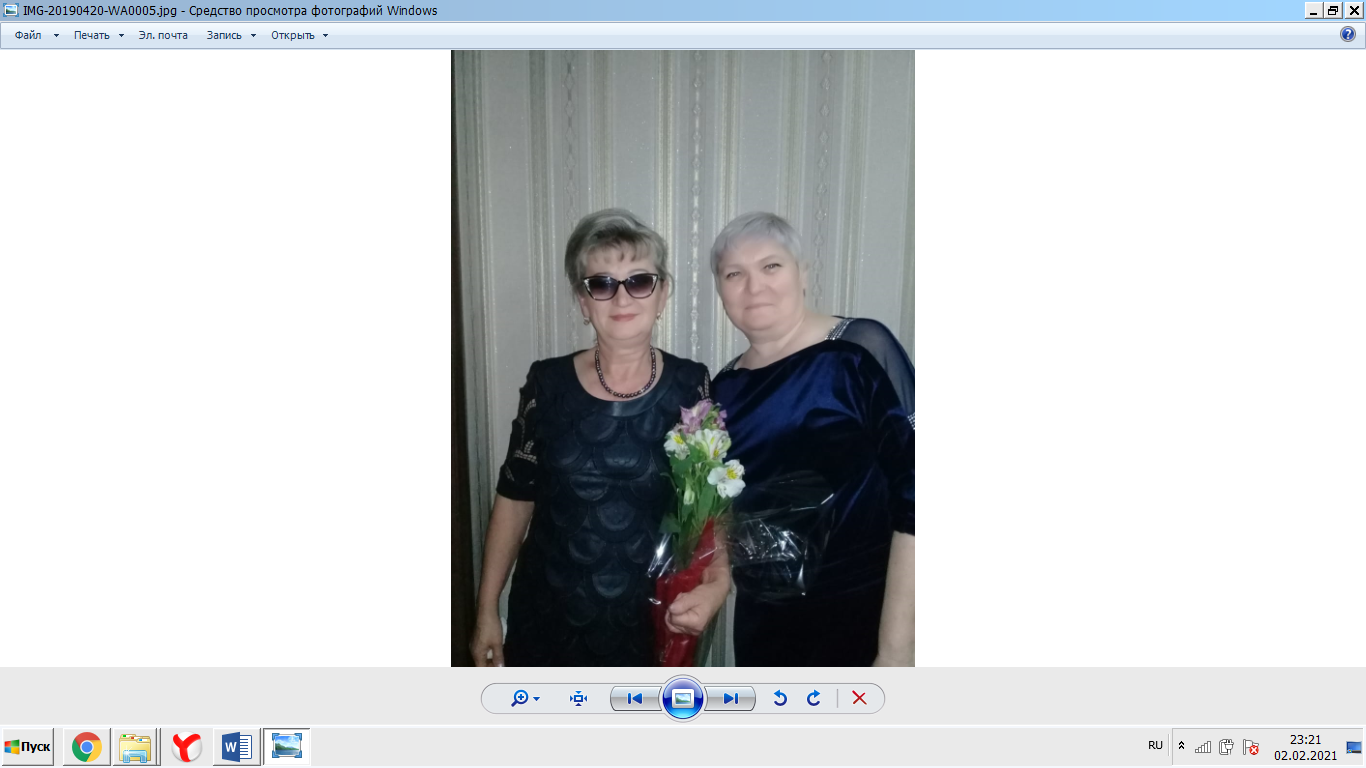 IMG-20190420-WA0005.jpg - Средство просмотра фотографий Windows
Файл Печать Эл. почта Запись Открыть
Пуск
RU
23:21
02.02.2021